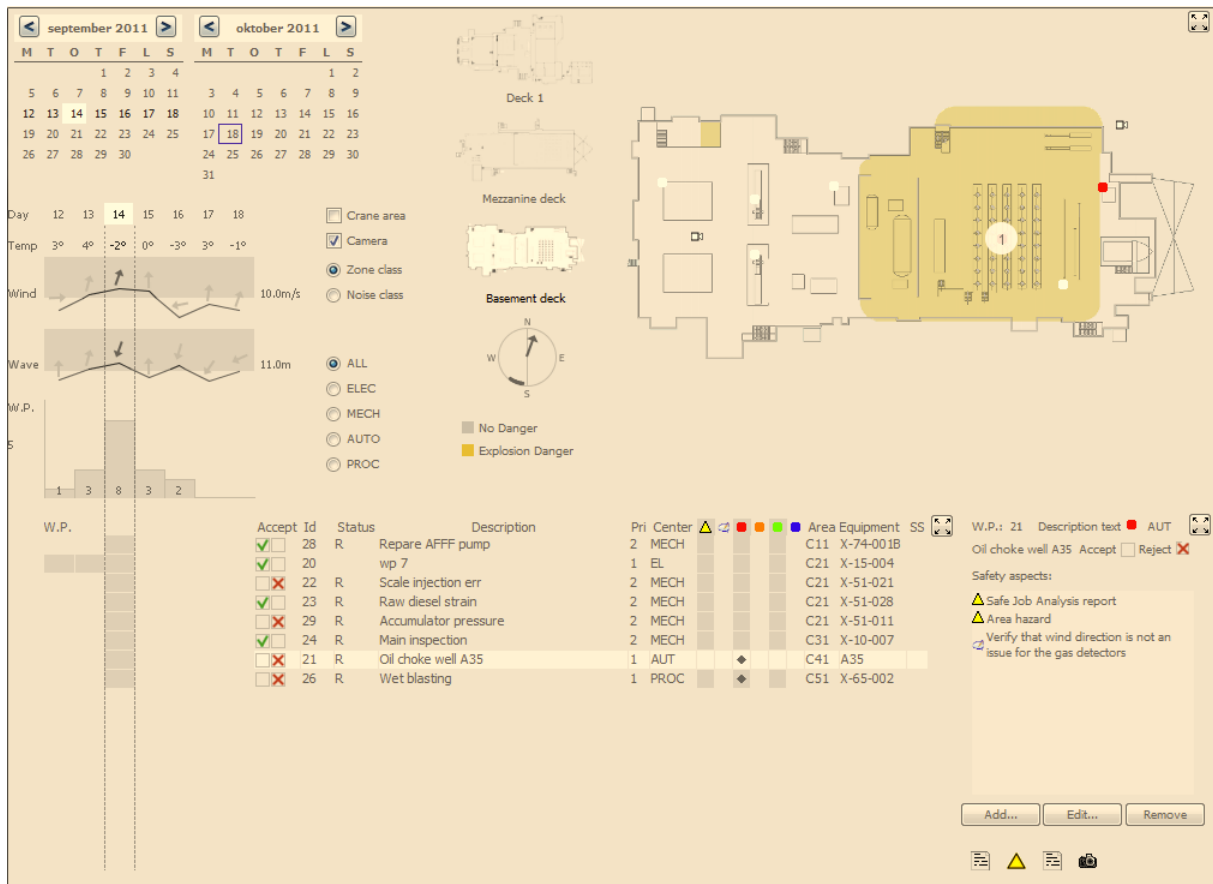 < september 2011 >
M T O T F L S
1 2 3 4
5 6 7 8 9 10 11
12 13 14 15 16 17 18
19 20 21 22 23 24 25
26 27 28 29 30
< oktober 2011 >
M T O T F L S
1 2
3 4 5 6 7 8 9
10 11 12 13 14 15 16
17 18 19 20 21 22 23
24 25 26 27 28 29 30
31
Day 12 13 14 15 16 17 18
Temp 3° 4° -2° 0° -3° 3° -1°
Wind 10.0m/s
Wave 11.0m
W.P.
5
1 3 8 3 2
Crane area
Camera
Zone class
Noise class
ALL
ELEC
MECH
AUTO
PROC
Deck 1
Mezzanine deck
Basement deck
N
W E
S
No Danger
Explosion Danger
1
W.P.
Accept Id Status Description Pri Center Area Equipment SS
28 R Repare AFFF pump 2 MECH C11 X-74-001B
20 wp 7 1 EL C21 X-15-004
22 R Scale injection err 2 MECH C21 X-51-021
23 R Raw diesel strain 2 MECH C21 X-51-028
29 R Accumulator pressure 2 MECH C21 X-51-011
24 R Main inspection 2 MECH C31 X-10-007
21 R Oil choke well A35 1 AUT C41 A35
26 R Wet blasting 1 PROC C51 X-65-002
W.P.: 21 Description text AUT
Oil choke well A35 Accept Reject
Safety aspects:
Safe Job Analysis report
Area hazard
Verify that wind direction is not an
issue for the gas detectors
Add... Edit... Remove